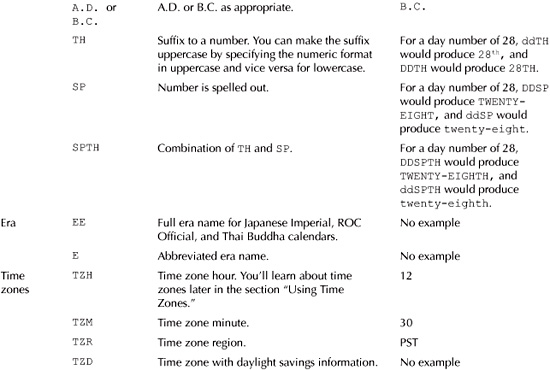 A.D. or A.D. or B.C. as appropriate. B.C.
B.C.
TH Suffix to a number. You can make the suffix For a day number of 28, ddTH
uppercase by specifying the numeric format would produce 28th, and
in uppercase and vice versa for lowercase. DDTH would produce 28TH.
SP Number is spelled out. For a day number of 28, DDSP
would produce TWENTY-
EIGHT, and ddSP would
produce twenty-eight.
SPTH Combination of TH and SP. For a day number of 28,
DDSPTH would produce
TWENTY-EIGHTH, and
ddSPTH would produce
twenty-eighth.
Era EE Full era name for Japanese Imperial, ROC No example
Official, and Thai Buddha calendars.
E Abbreviated era name. No example
Time TZH Time zone hour. You'll learn about time 12
zones zones later in the section “Using Time
Zones.”
TZM Time zone minute. 30
TZR Time zone region. PST
TZD Time zone with daylight savings information. No example